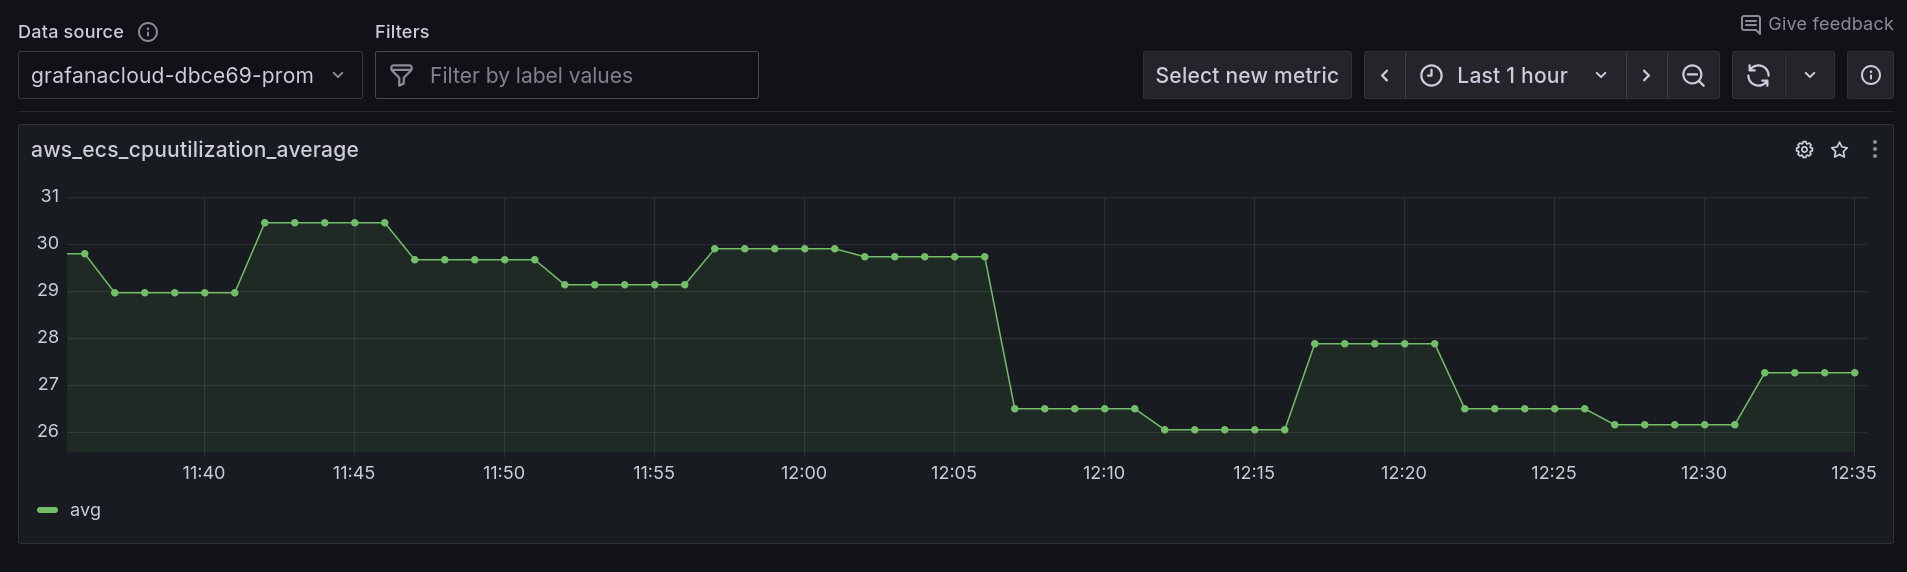 Give feedback
Data source
Filters
grafanacloud-dbce69-prom
Filter by label values
Select new metric
Last 1 hour
aws_ecs_cpuutilization_average
31
30
29
28
27
26
11:40 11:45 11:50 11:55 12:00 12:05 12:10 12:15 12:20 12:25 12:30 12:35
avg